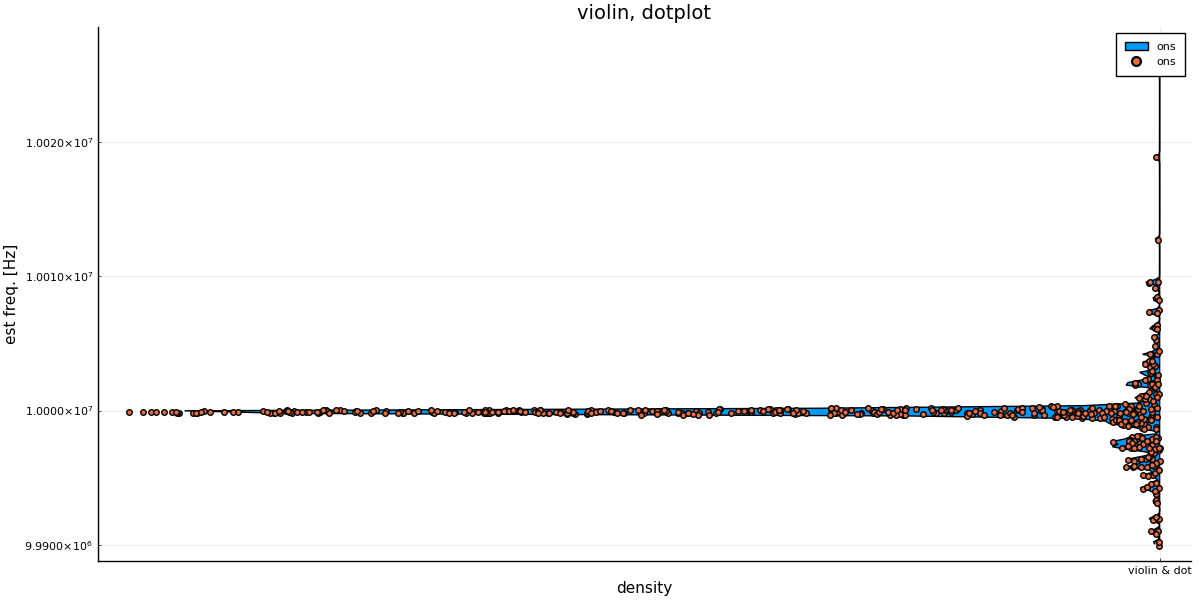 violin, dotplot
ons
ons
est freq. [Hz]
1.0020×10⁷
1.0010×10⁷
1.0000×10⁷
9.9900×10⁶
violin & dot
density